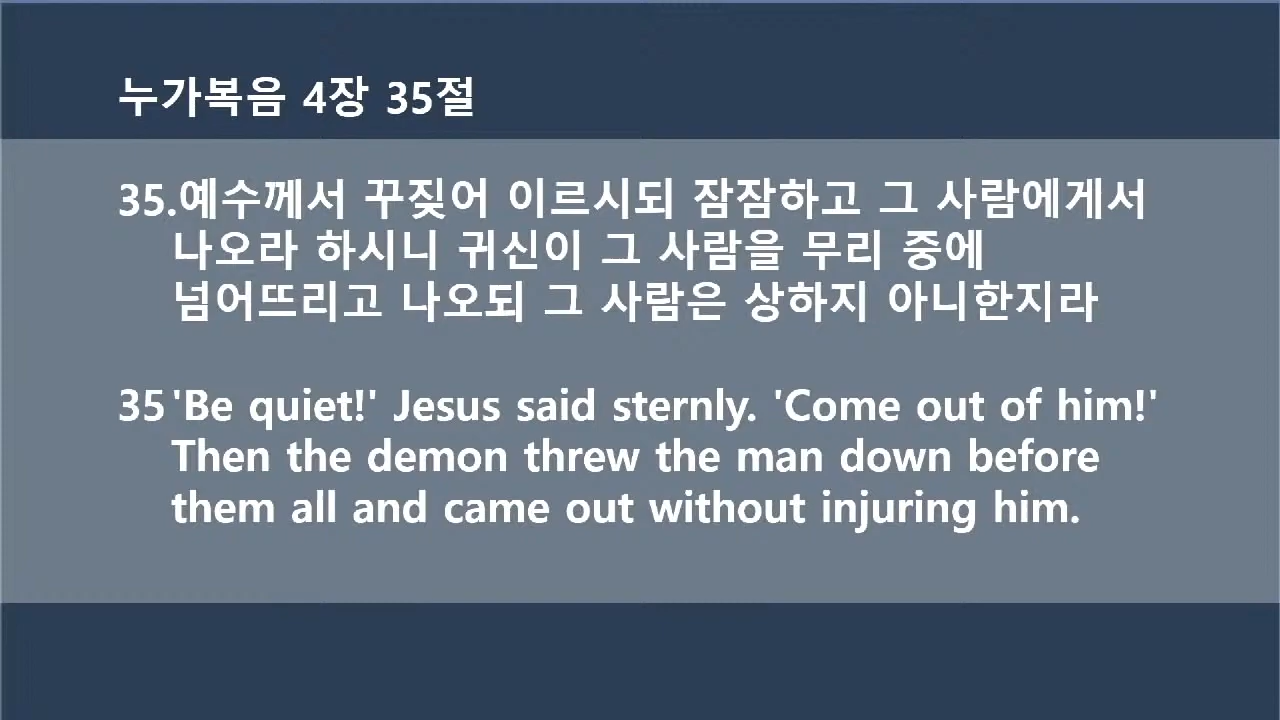 누가복음 4장 35절
35.예수께서 꾸짖어 이르시되 잠잠하고 그 사람에게서
나오라 하시니 귀신이 그 사람을 무리 중에
넘어뜨리고 나오되 그 사람은 상하지 아니한지라
35 'Be quiet!' Jesus said sternly. 'Come out of him!'
Then the demon threw the man down before
them all and came out without injuring him.